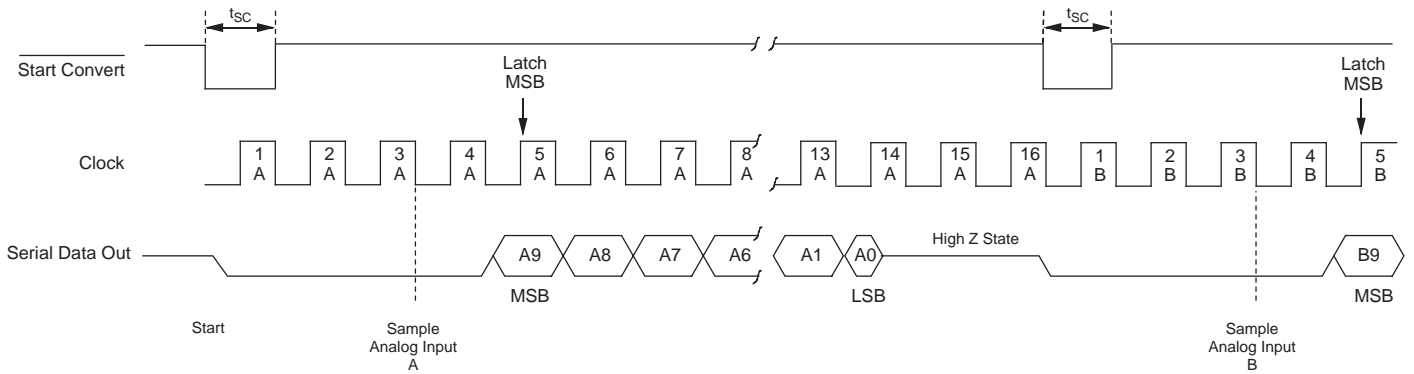 tSC
tSC
Start Convert
Latch
MSB
Latch
MSB
Clock
1 2 3 4 5 6 7 8 13 14 15 16 1 2 3 4 5
A A A A A A A A A A A A B B B B B
Serial Data Out
A9 A8 A7 A6 A1 A0 High Z State B9
MSB LSB MSB
Start
Sample
Analog Input
A
Sample
Analog Input
B